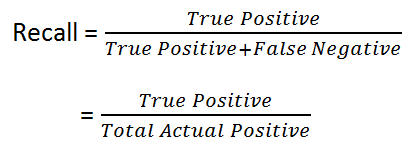 Recall = True Positive / True Positive+False Negative
= True Positive / Total Actual Positive